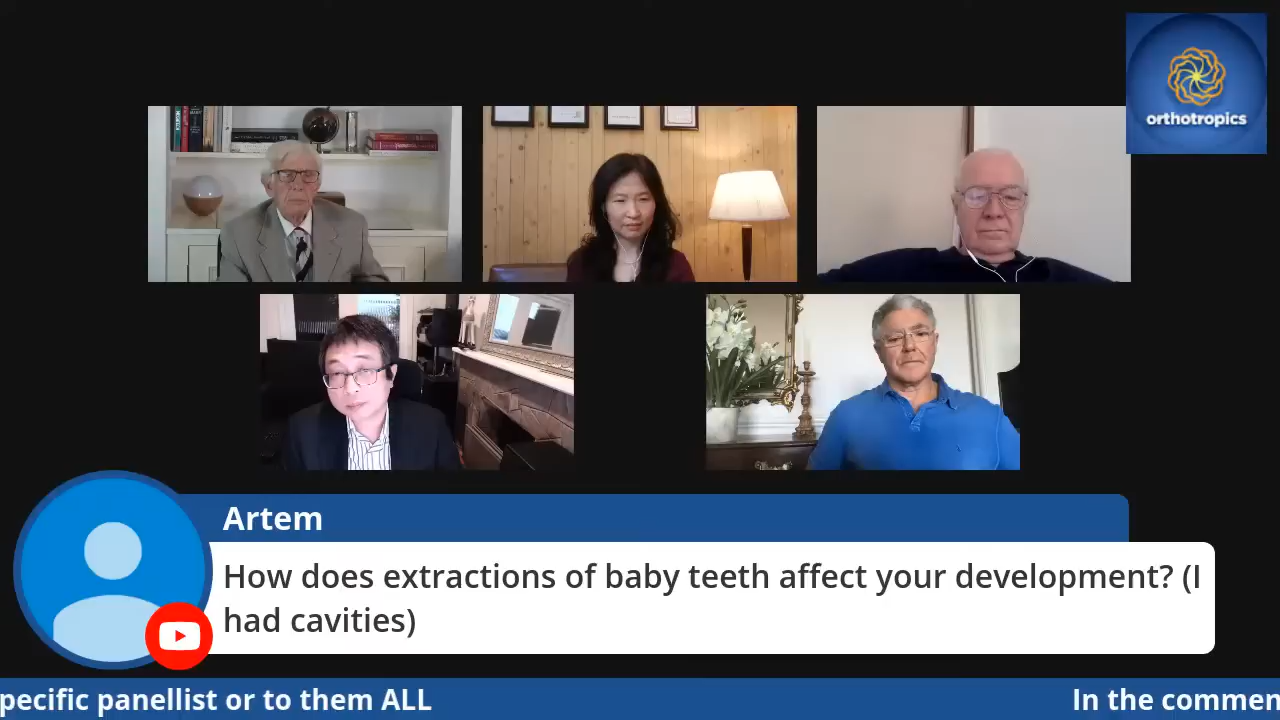 orthotropics
Artem
How does extractions of baby teeth affect your development? (I
had cavities)
pecific panellist or to them ALL
In the commen